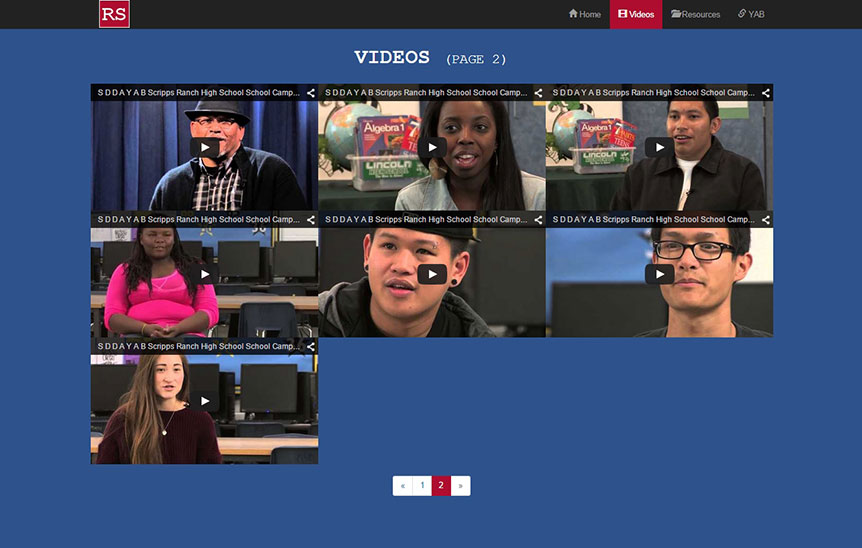 RS
Home
Videos
Resources
YAB
VIDEOS (PAGE 2)
S D D A Y A B Scripps Ranch High School School Camp...
S D D A Y A B Scripps Ranch High School School Camp...
S D D A Y A B Scripps Ranch High School School Camp...
Algebra 1
LINCOLN
TEENS
Algebra 1
LINCOLN
TEENS
S D D A Y A B Scripps Ranch High School School Camp...
S D D A Y A B Scripps Ranch High School School Camp...
S D D A Y A B Scripps Ranch High School School Camp...
S D D A Y A B Scripps Ranch High School School Camp...
« 1 2 »